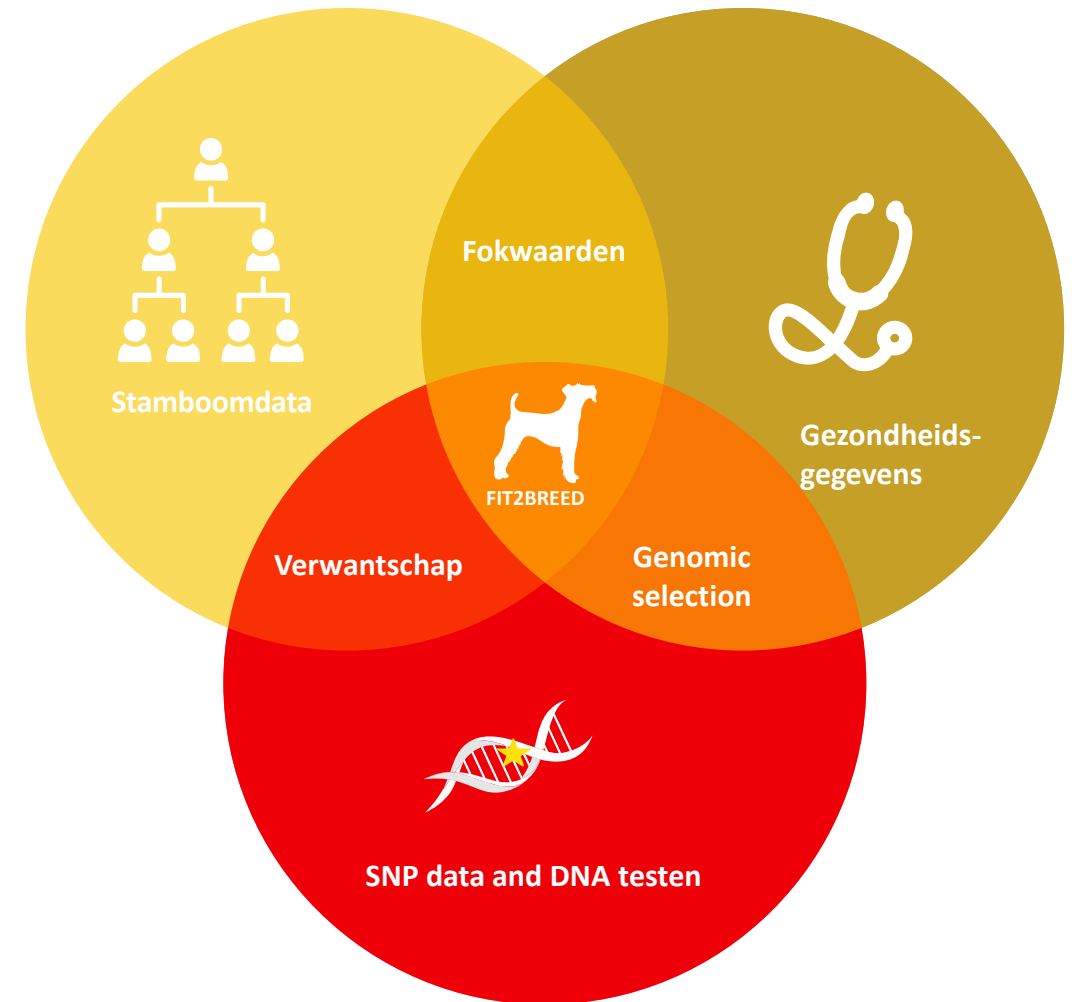 Fokwaarden
Stamboomdata
Gezondheids-
gegevens
FIT2BREED
Verwantschap
Genomic
selection
SNP data and DNA testen